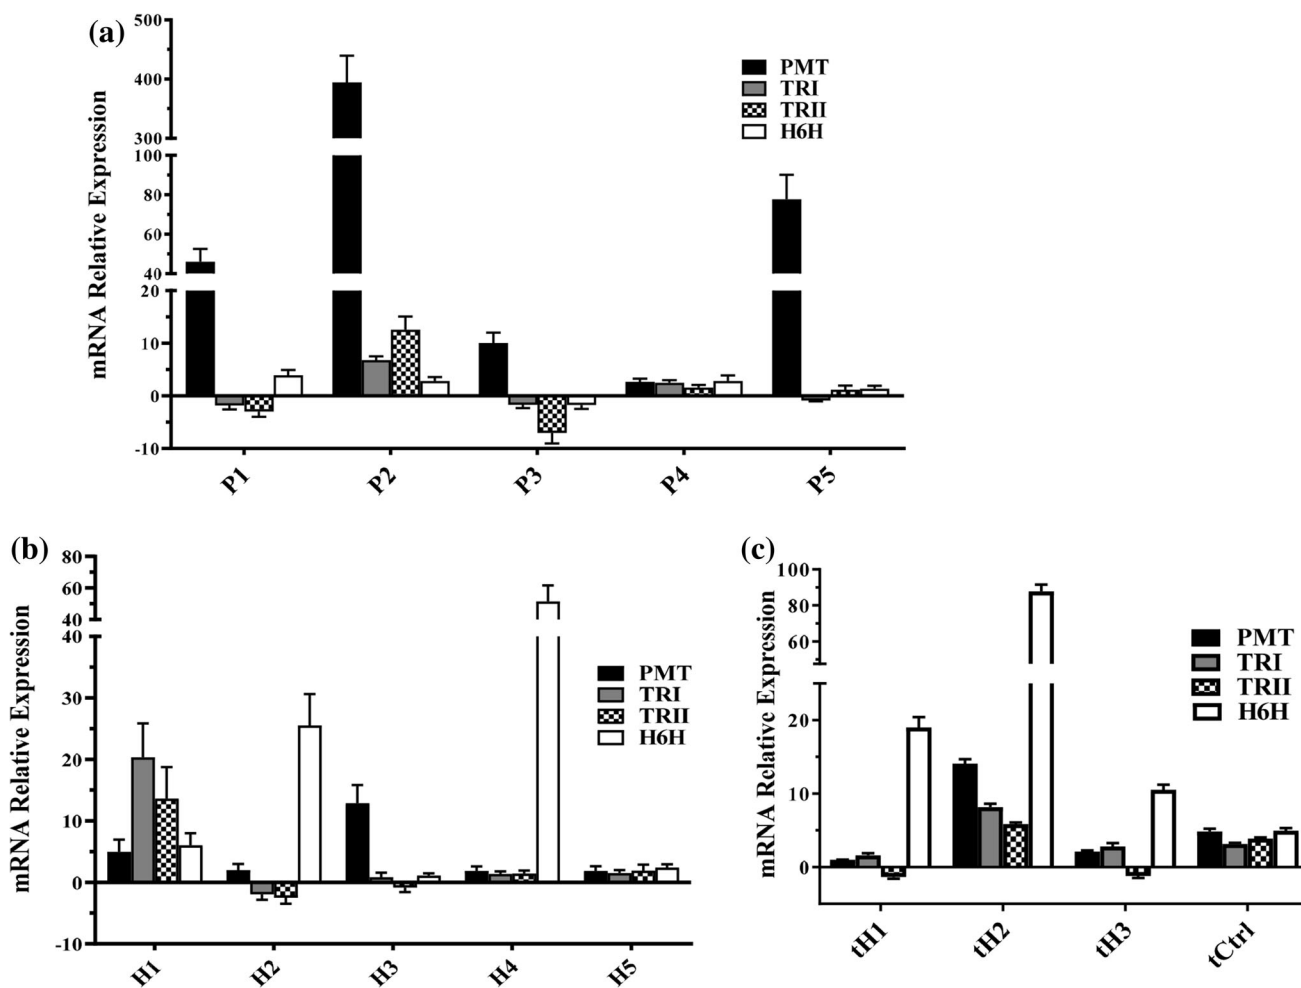 (a)
mRNA Relative Expression
500
400
300
100
80
60
40
20
10
0
-10
PMT
TRI
TRII
H6H
P1
P2
P3
P4
P5
(b)
mRNA Relative Expression
80
60
40
40
30
20
10
0
-10
PMT
TRI
TRII
H6H
H1
H2
H3
H4
H5
(c)
mRNA Relative Expression
100
80
60
20
10
0
PMT
TRI
TRII
H6H
tH1
tH2
tH3
tCtrl